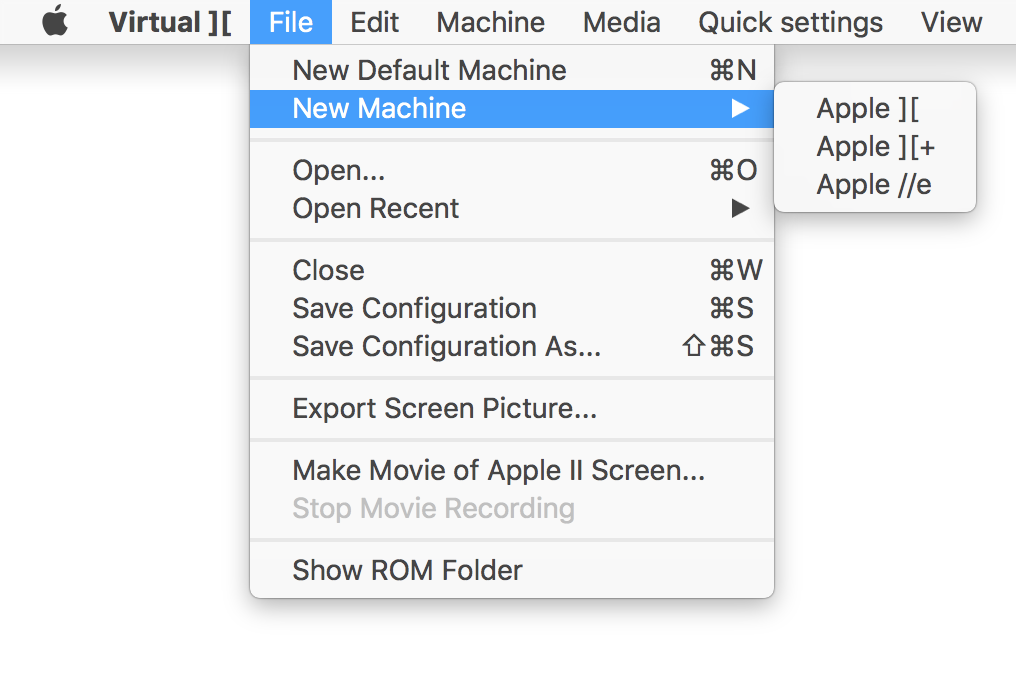 Virtual ][ File Edit Machine Media Quick settings View
New Default Machine ⌘N
New Machine ▶
Apple ][
Apple ][+
Apple //e
Open... ⌘O
Open Recent ▶
Close ⌘W
Save Configuration ⌘S
Save Configuration As... ⇧⌘S
Export Screen Picture...
Make Movie of Apple II Screen...
Stop Movie Recording
Show ROM Folder